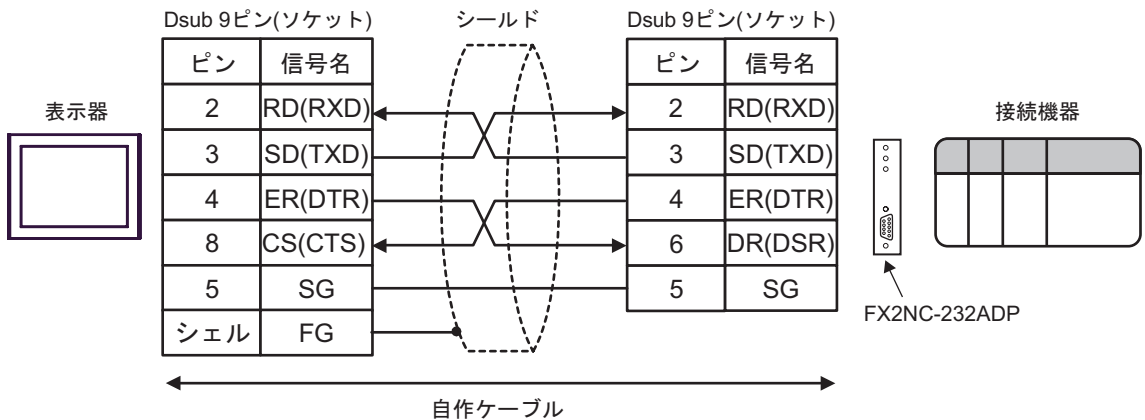 Dsub 9ピン(ソケット)
シールド
Dsub 9ピン(ソケット)
表示器
ピン 信号名
2 RD(RXD)
3 SD(TXD)
4 ER(DTR)
8 CS(CTS)
5 SG
シェル FG
ピン 信号名
2 RD(RXD)
3 SD(TXD)
4 ER(DTR)
6 DR(DSR)
5 SG
接続機器
FX2NC-232ADP
自作ケーブル